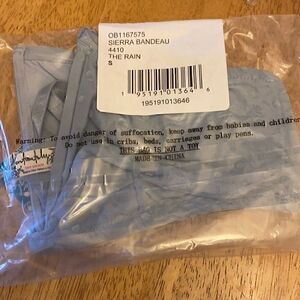 OB1167575
SIERRA BANDEAU
4410
THE RAIN
S
195191013646
195191013646
Warning: To avoid danger of suffocation, keep away from babies and children
Do not use in cribs, beds, carriages or play pens.
THIS BAG IS NOT A TOY
MADE IN CHINA